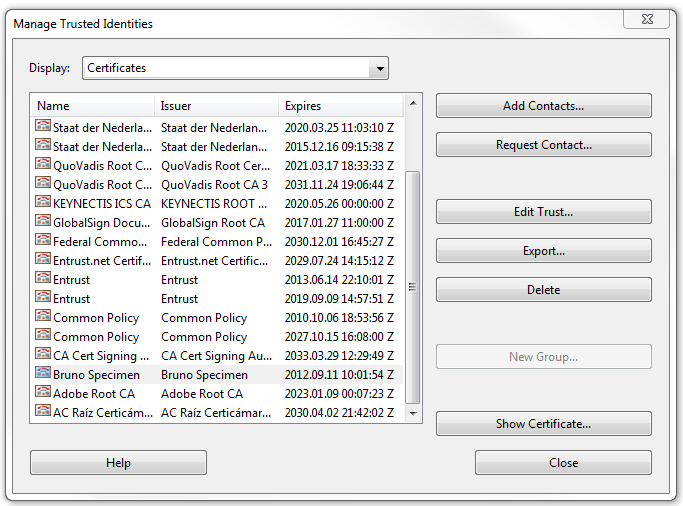 Manage Trusted Identities
Display: Certificates
Name Issuer Expires
Staat der Nederla... Staat der Nederlan... 2020.03.25 11:03:10 Z
Staat der Nederla... Staat der Nederlan... 2015.12.16 09:15:38 Z
QuoVadis Root C... QuoVadis Root Cer... 2021.03.17 18:33:33 Z
QuoVadis Root C... QuoVadis Root CA 3 2031.11.24 19:06:44 Z
KEYNECTIS ICS CA KEYNECTIS ROOT ... 2020.05.26 00:00:00 Z
GlobalSign Docu... GlobalSign Root CA 2017.01.27 11:00:00 Z
Federal Commo... Federal Common P... 2030.12.01 16:45:27 Z
Entrust.net Certif... Entrust.net Certific... 2029.07.24 14:15:12 Z
Entrust Entrust 2013.06.14 22:10:01 Z
Entrust Entrust 2019.09.09 14:57:51 Z
Common Policy Common Policy 2010.10.06 18:53:56 Z
Common Policy Common Policy 2027.10.15 16:08:00 Z
CA Cert Signing ... CA Cert Signing Au... 2033.03.29 12:29:49 Z
Bruno Specimen Bruno Specimen 2012.09.11 10:01:54 Z
Adobe Root CA Adobe Root CA 2023.01.09 00:07:23 Z
AC Raíz Certicám... AC Raíz Certicámar... 2030.04.02 21:42:02 Z
Add Contacts...
Request Contact...
Edit Trust...
Export...
Delete
New Group...
Show Certificate...
Help
Close